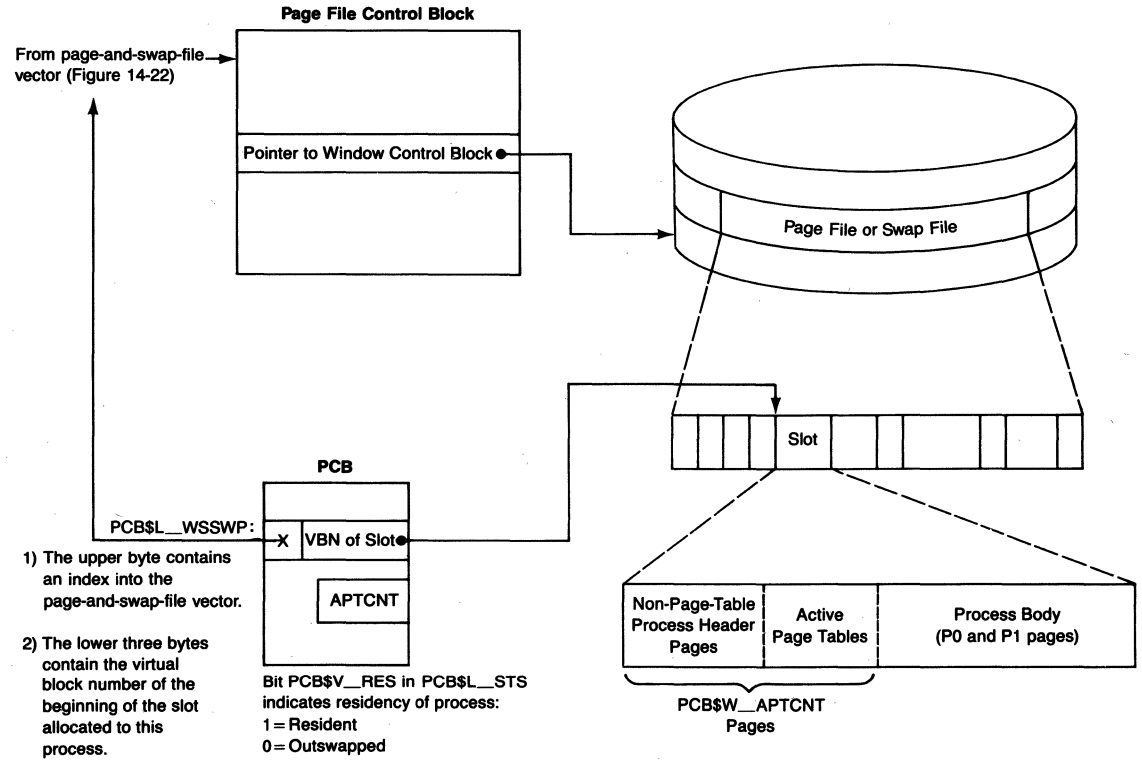 Page File Control Block
From page-and-swap-file
vector (Figure 14-22)
Pointer to Window Control Block
Page File or Swap File
Slot
PCB
PCB$L__WSSWP:
X
VBN of Slot
APTCNT
1) The upper byte contains
an index into the
page-and-swap-file vector.
2) The lower three bytes
contain the virtual
block number of the
beginning of the slot
allocated to this
process.
Bit PCB$V__RES in PCB$L__STS
indicates residency of process:
1=Resident
0=Outswapped
Non-Page-Table
Process Header
Pages
Active
Page Tables
Process Body
(P0 and P1 pages)
PCB$W__APTCNT
Pages